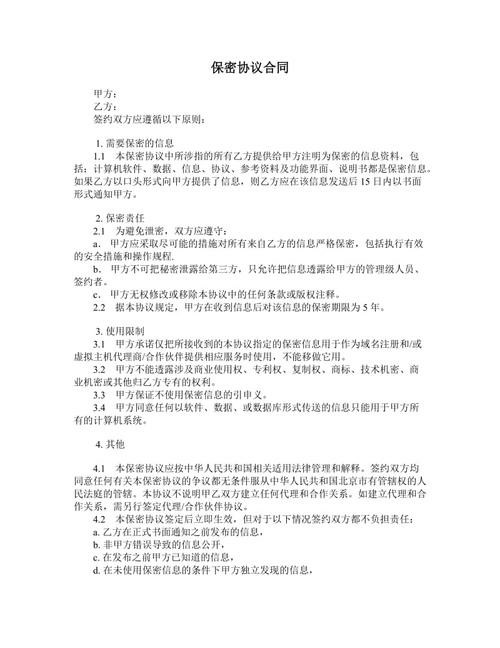 保密协议合同
甲方：
乙方：
签约双方应遵循以下原则：
1. 需要保密的信息
1.1 本保密协议中所涉指的所有乙方提供给甲方注明为保密的信息资料，包
括：计算机软件、数据、信息、协议、参考资料及功能界面、说明书都是保密信息。
如果乙方以口头形式向甲方提供了信息，则乙方应在该信息发送后 15 日内以书面
形式通知甲方。
2. 保密责任
2.1 为避免泄密，双方应遵守：
a． 甲方应采取尽可能的措施对所有来自乙方的信息严格保密，包括执行有效
的安全措施和操作规程.
b． 甲方不可把秘密泄露给第三方，只允许把信息透露给甲方的管理级人员、
签约者。
c． 甲方无权修改或移除本协议中的任何条款或版权注释。
2.2 据本协议规定，甲方在收到信息后对该信息的保密期限为 5 年。
3. 使用限制
3.1 甲方承诺仅把所接收到的本协议指定的保密信息用于作为域名注册和/或
虚拟主机代理商/合作伙伴提供相应服务时使用，不能移做它用。
3.2 甲方不能透露涉及商业使用权、专利权、复制权、商标、技术机密、商
业机密或其他归乙方专有的权利。
3.3 甲方保证不使用保密信息的引申义。
3.4 甲方同意任何以软件、数据、或数据库形式传送的信息只能用于甲方所
有的计算机系统。
4. 其他
4.1 本保密协议应按中华人民共和国相关适用法律管理和解释。签约双方均
同意任何有关本保密协议的争议都无条件服从中华人民共和国北京市有管辖权的人
民法庭的管辖。本协议不说明甲乙双方建立任何代理和合作关系。如建立代理和合
作关系，需另行签定代理/合作伙伴协议。
4.2 本保密协议签定后立即生效，但对于以下情况签约双方都不负担责任：
a. 乙方在正式书面通知之前发布的信息，
b. 非甲方错误导致的信息公开，
c. 在发布之前甲方已知道的信息，
d. 在未使用保密信息的条件下甲方独立发现的信息，